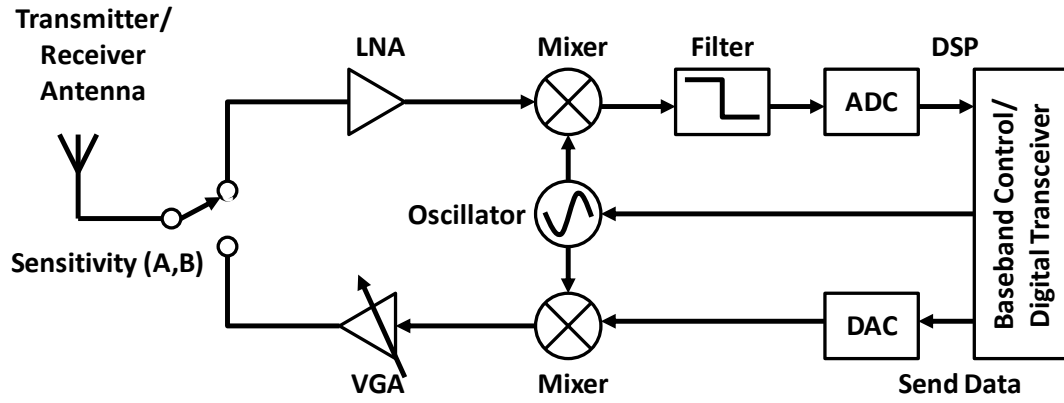 Transmitter/
Receiver
Antenna
LNA
Mixer
Filter
DSP
ADC
Baseband Control/
Digital Transceiver
Oscillator
Sensitivity (A,B)
DAC
VGA
Mixer
Send Data